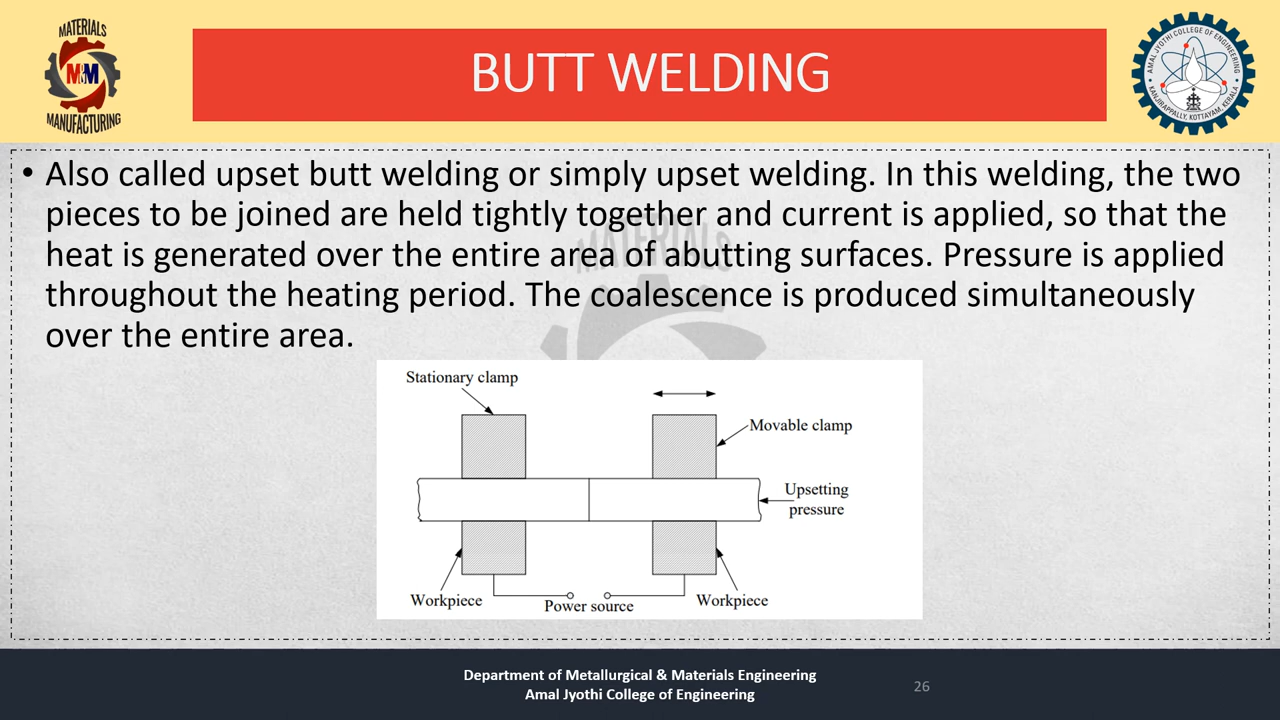 MATERIALS
M&M
MANUFACTURING
BUTT WELDING
AMAL JYOTHI COLLEGE OF ENGINEERING
KANJIRAPPALLY, KOTTAYAM, KERALA
• Also called upset butt welding or simply upset welding. In this welding, the two
pieces to be joined are held tightly together and current is applied, so that the
heat is generated over the entire area of abutting surfaces. Pressure is applied
throughout the heating period. The coalescence is produced simultaneously
over the entire area.
MATERIALS
Stationary clamp
Movable clamp
Upsetting
pressure
Workpiece
Power source
Workpiece
Department of Metallurgical & Materials Engineering
Amal Jyothi College of Engineering
26